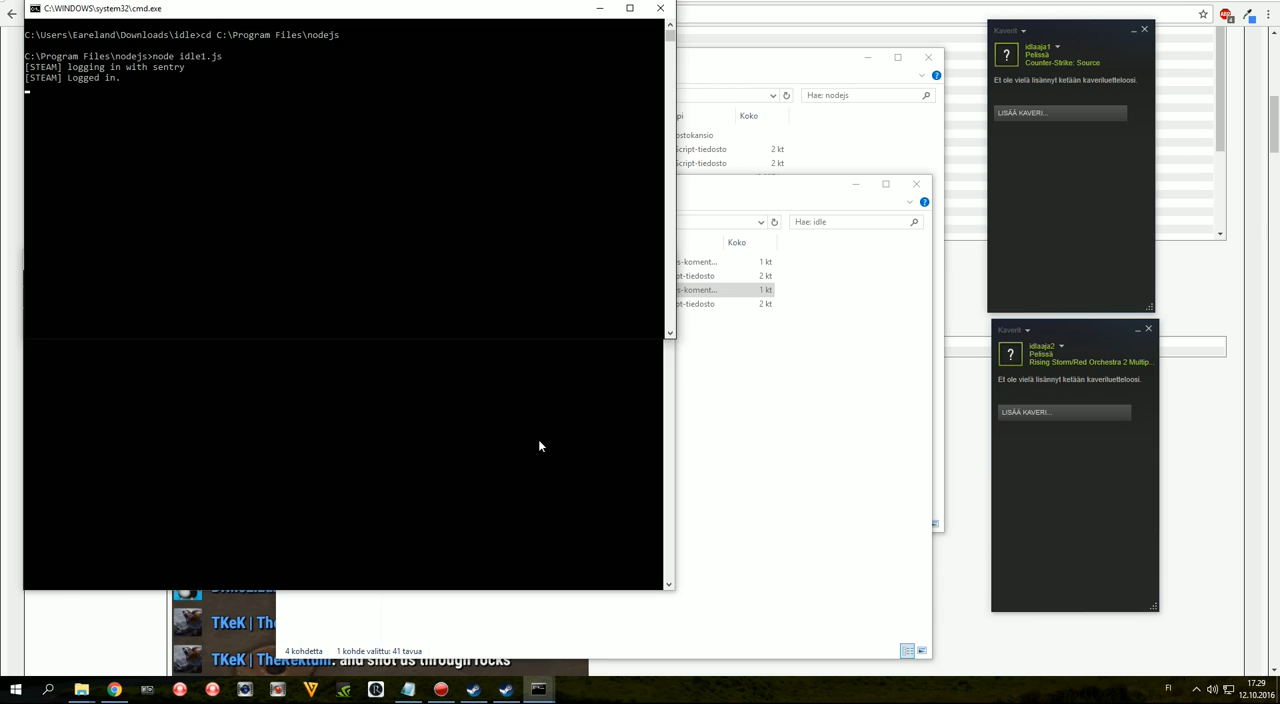 C:\WINDOWS\system32\cmd.exe
C:\Users\Eareland\Downloads\idle>cd C:\Program Files\nodejs
C:\Program Files\nodejs>node idle1.js
[STEAM] logging in with sentry
[STEAM] Logged in.
Hae: nodejs
Koko
ostokansio
Script-tiedosto 2 kt
Script-tiedosto 2 kt
Hae: idle
Koko
s-koment... 1 kt
pt-tiedosto 2 kt
s-koment... 1 kt
pt-tiedosto 2 kt
Kaverit
idlaaja1
Pelissä
Counter-Strike: Source
Et ole vielä lisännyt ketään kaveriluetteloosi.
LISÄÄ KAVERI...
Kaverit
idlaaja2
Pelissä
Rising Storm/Red Orchestra 2 Multip...
Et ole vielä lisännyt ketään kaveriluetteloosi.
LISÄÄ KAVERI...
TKeK | The
4 kohdetta 1 kohde valittu: 41 tavua
TKeK | TheRektum: and shot us through rocks
FI
17.29
12.10.2016